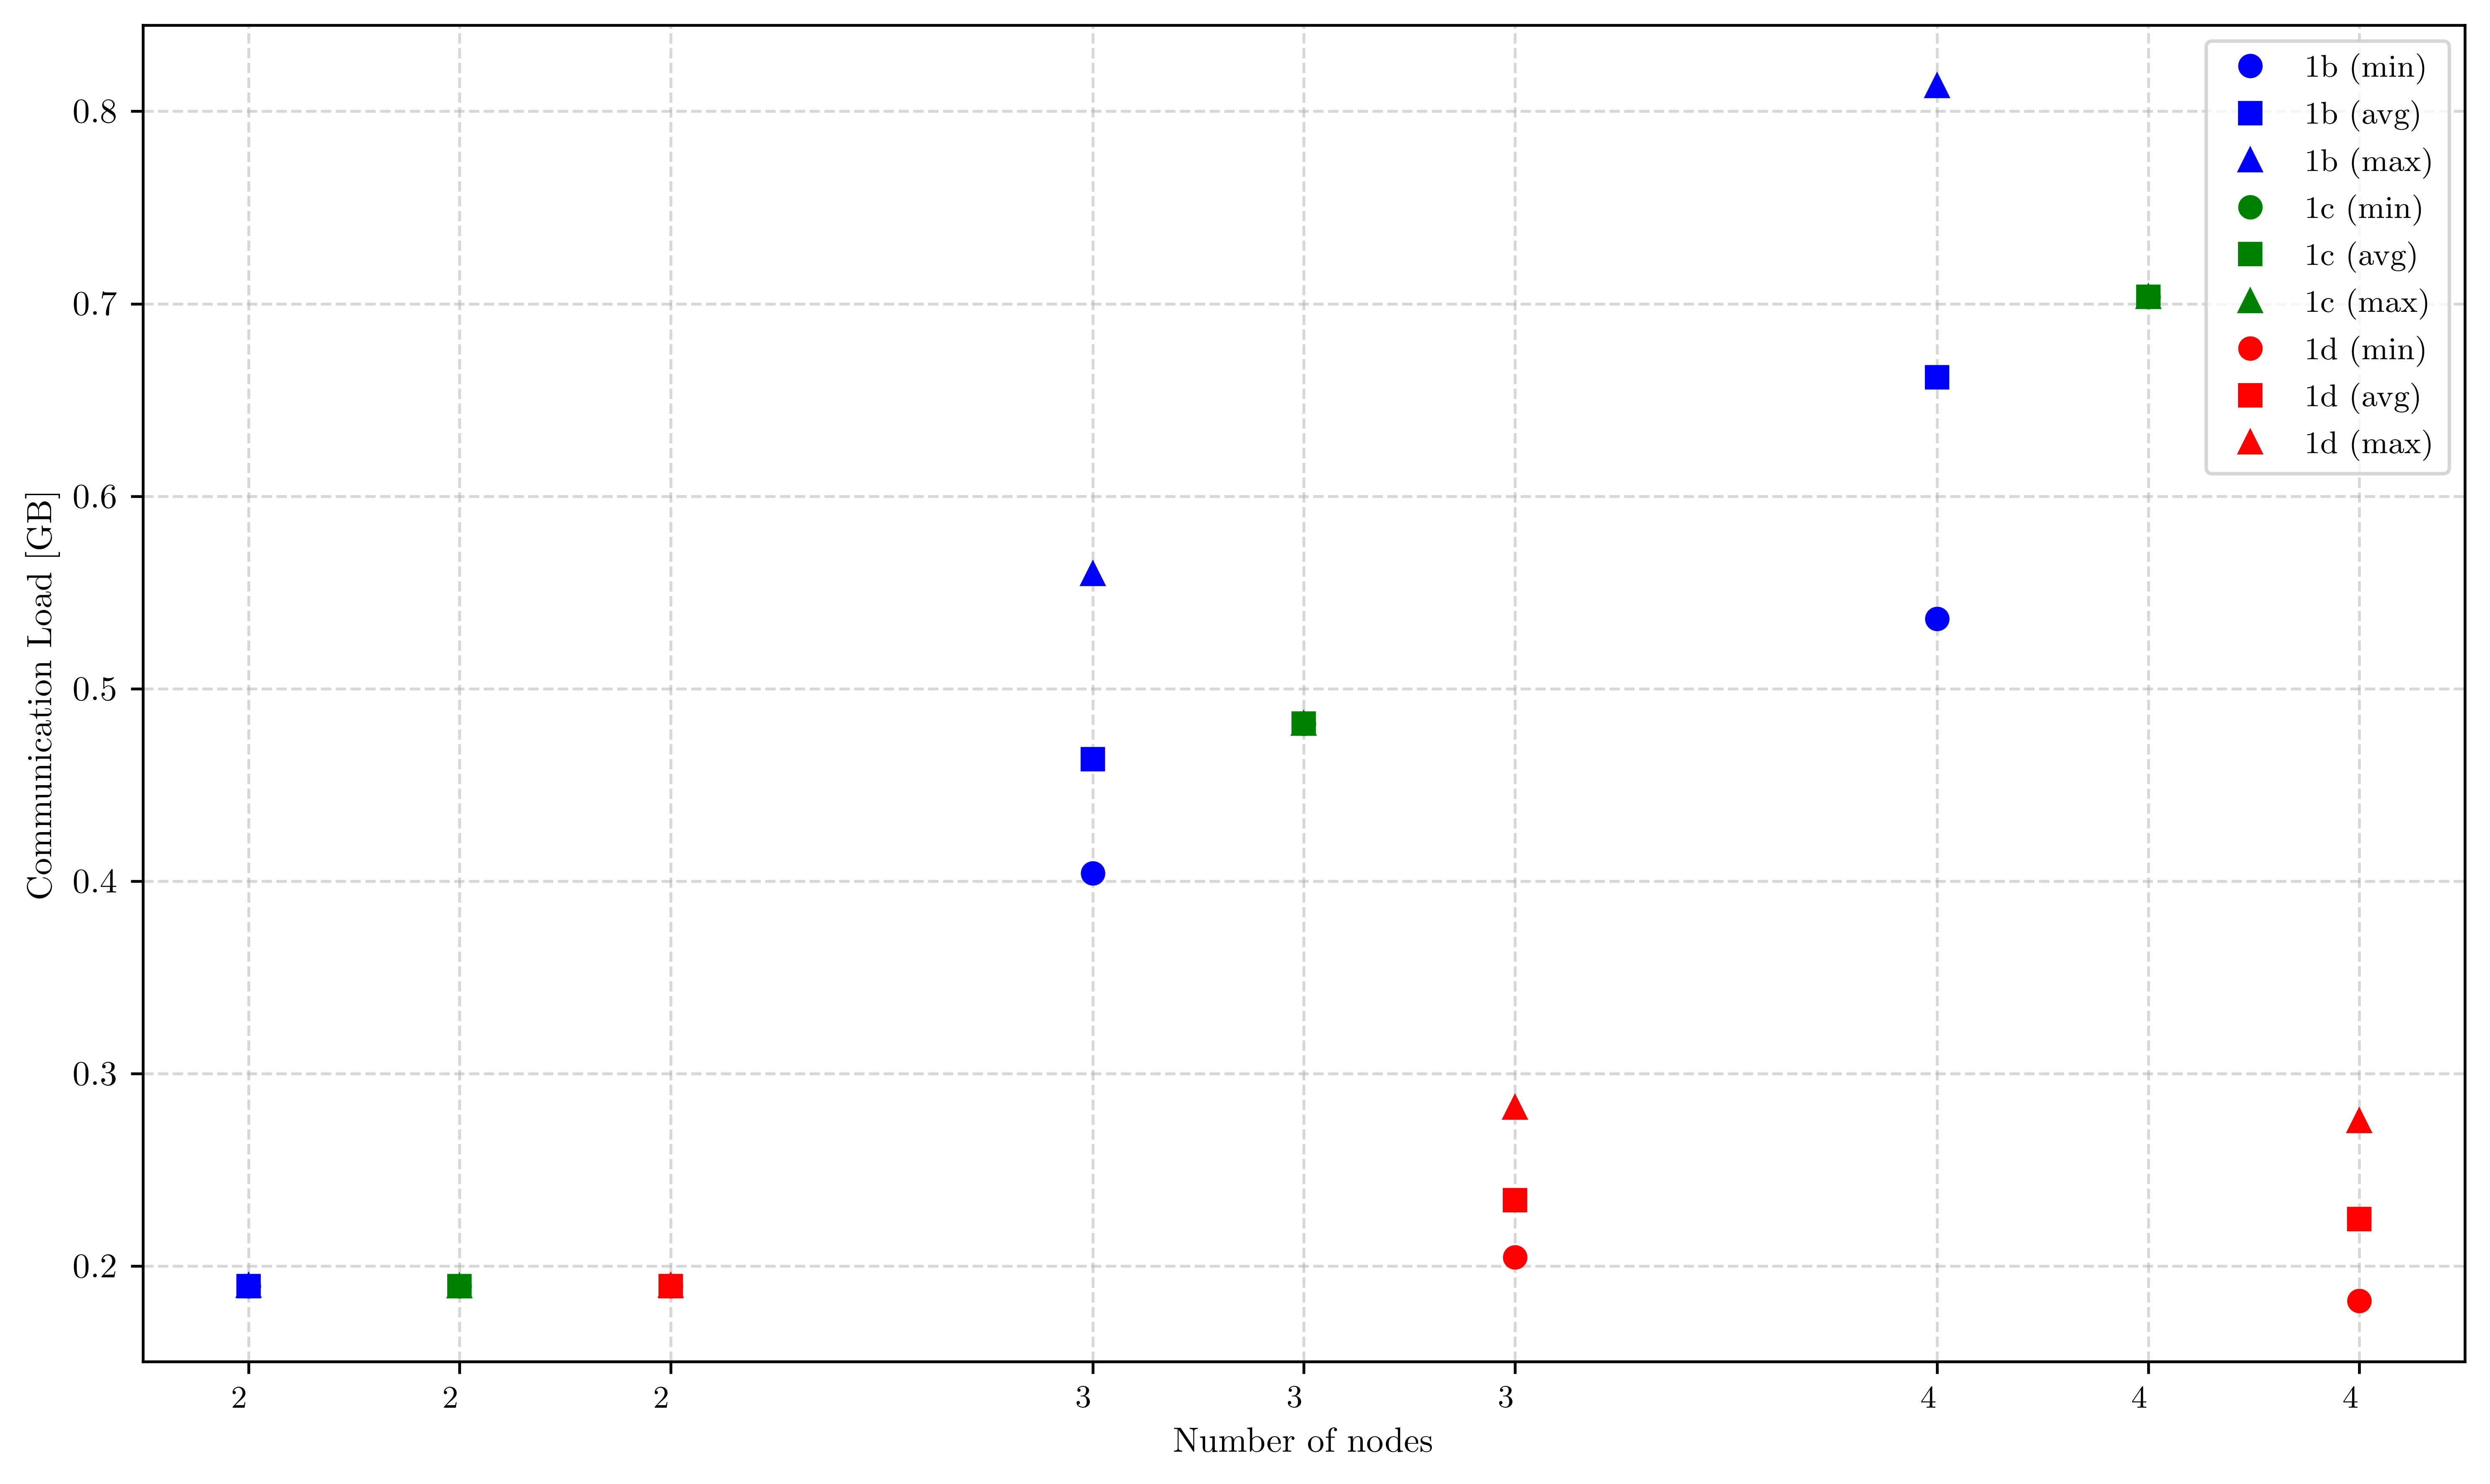 Communication Load [GB]
0.8
0.7
0.6
0.5
0.4
0.3
0.2
2 2 2 3 3 3 4 4 4
Number of nodes
1b (min)
1b (avg)
1b (max)
1c (min)
1c (avg)
1c (max)
1d (min)
1d (avg)
1d (max)